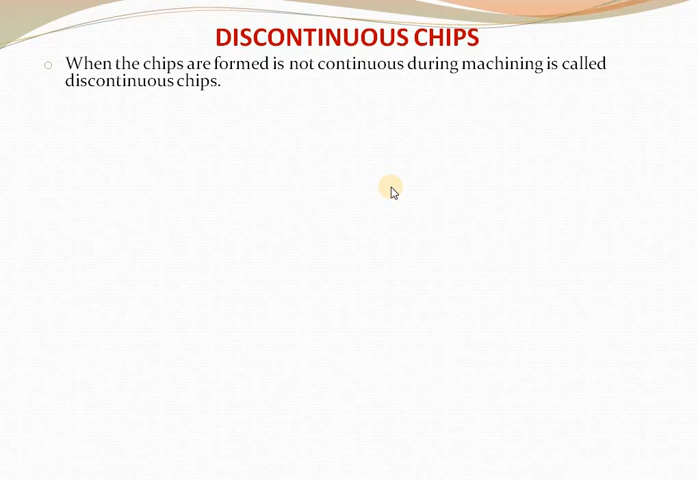 DISCONTINUOUS CHIPS
When the chips are formed is not continuous during machining is called
discontinuous chips.